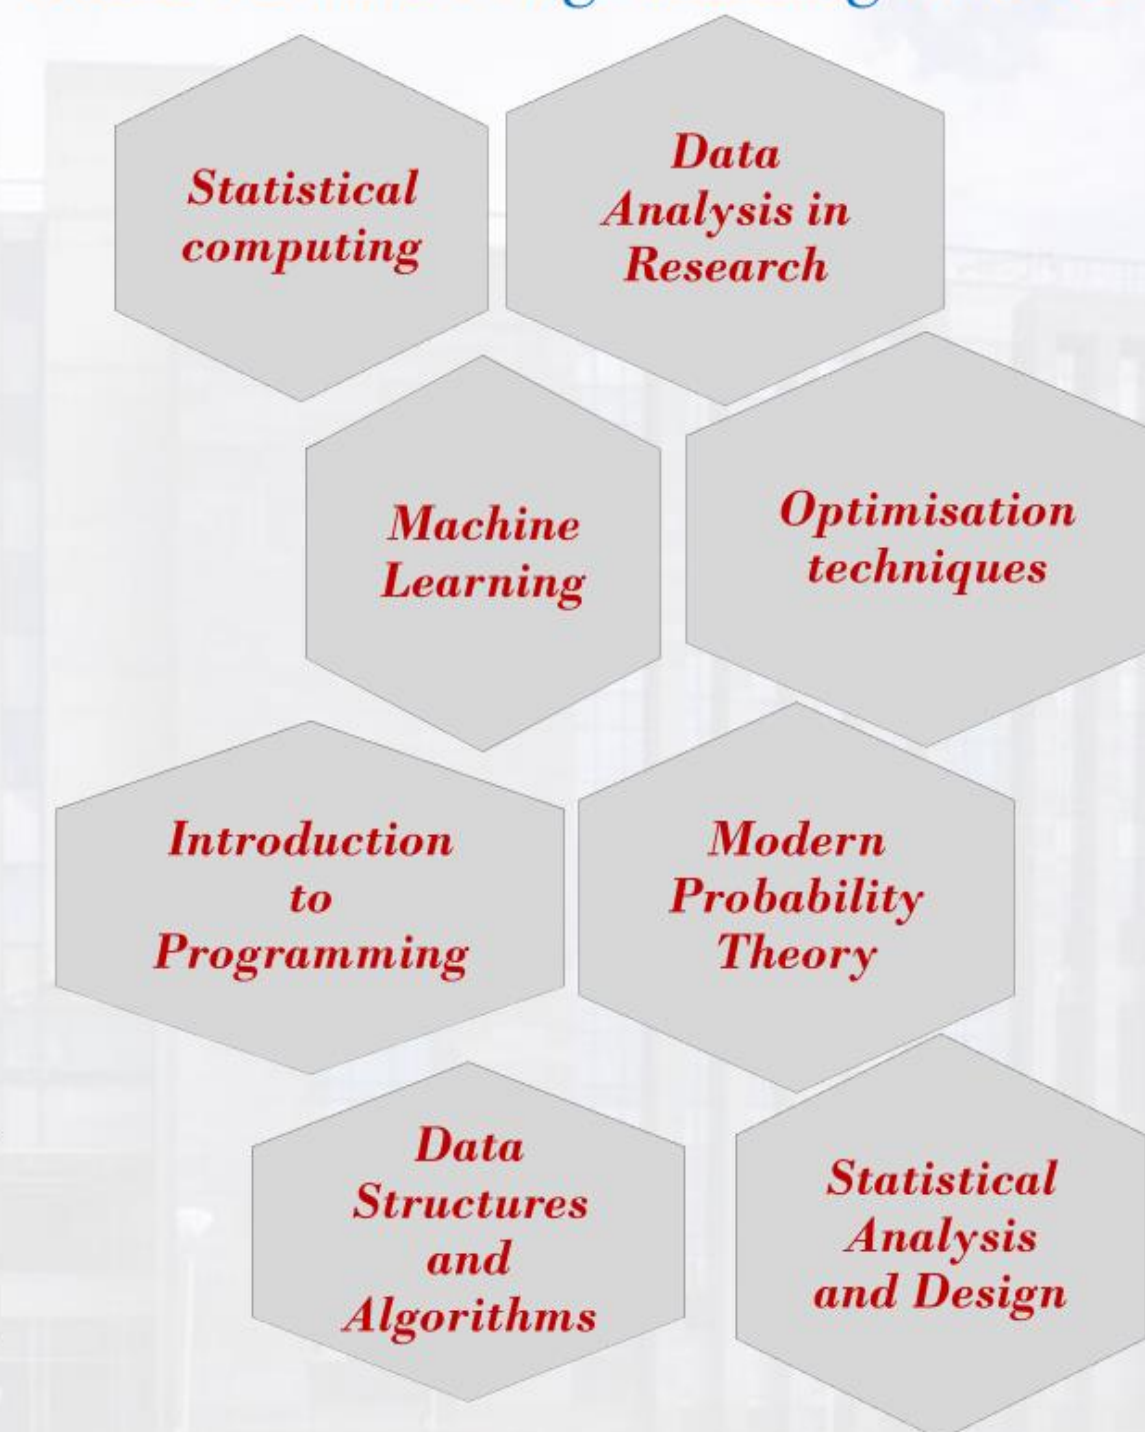 Statistical
computing
Data
Analysis in
Research
Machine
Learning
Optimisation
techniques
Introduction
to
Programming
Modern
Probability
Theory
Data
Structures
and
Algorithms
Statistical
Analysis
and Design